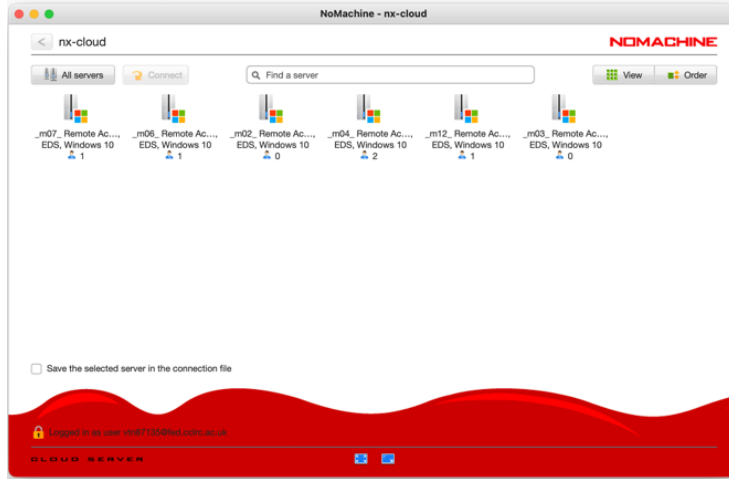 NoMachine - nx-cloud
< nx-cloud
NOMACHINE
All servers
Connect
Find a server
View
Order
_m07_ Remote Ac..., EDS, Windows 10
1
_m06_ Remote Ac..., EDS, Windows 10
1
_m02_ Remote Ac..., EDS, Windows 10
0
_m04_ Remote Ac..., EDS, Windows 10
2
_m12_ Remote Ac..., EDS, Windows 10
1
_m03_ Remote Ac..., EDS, Windows 10
0
Save the selected server in the connection file
Logged in as user
CLOUD SERVER